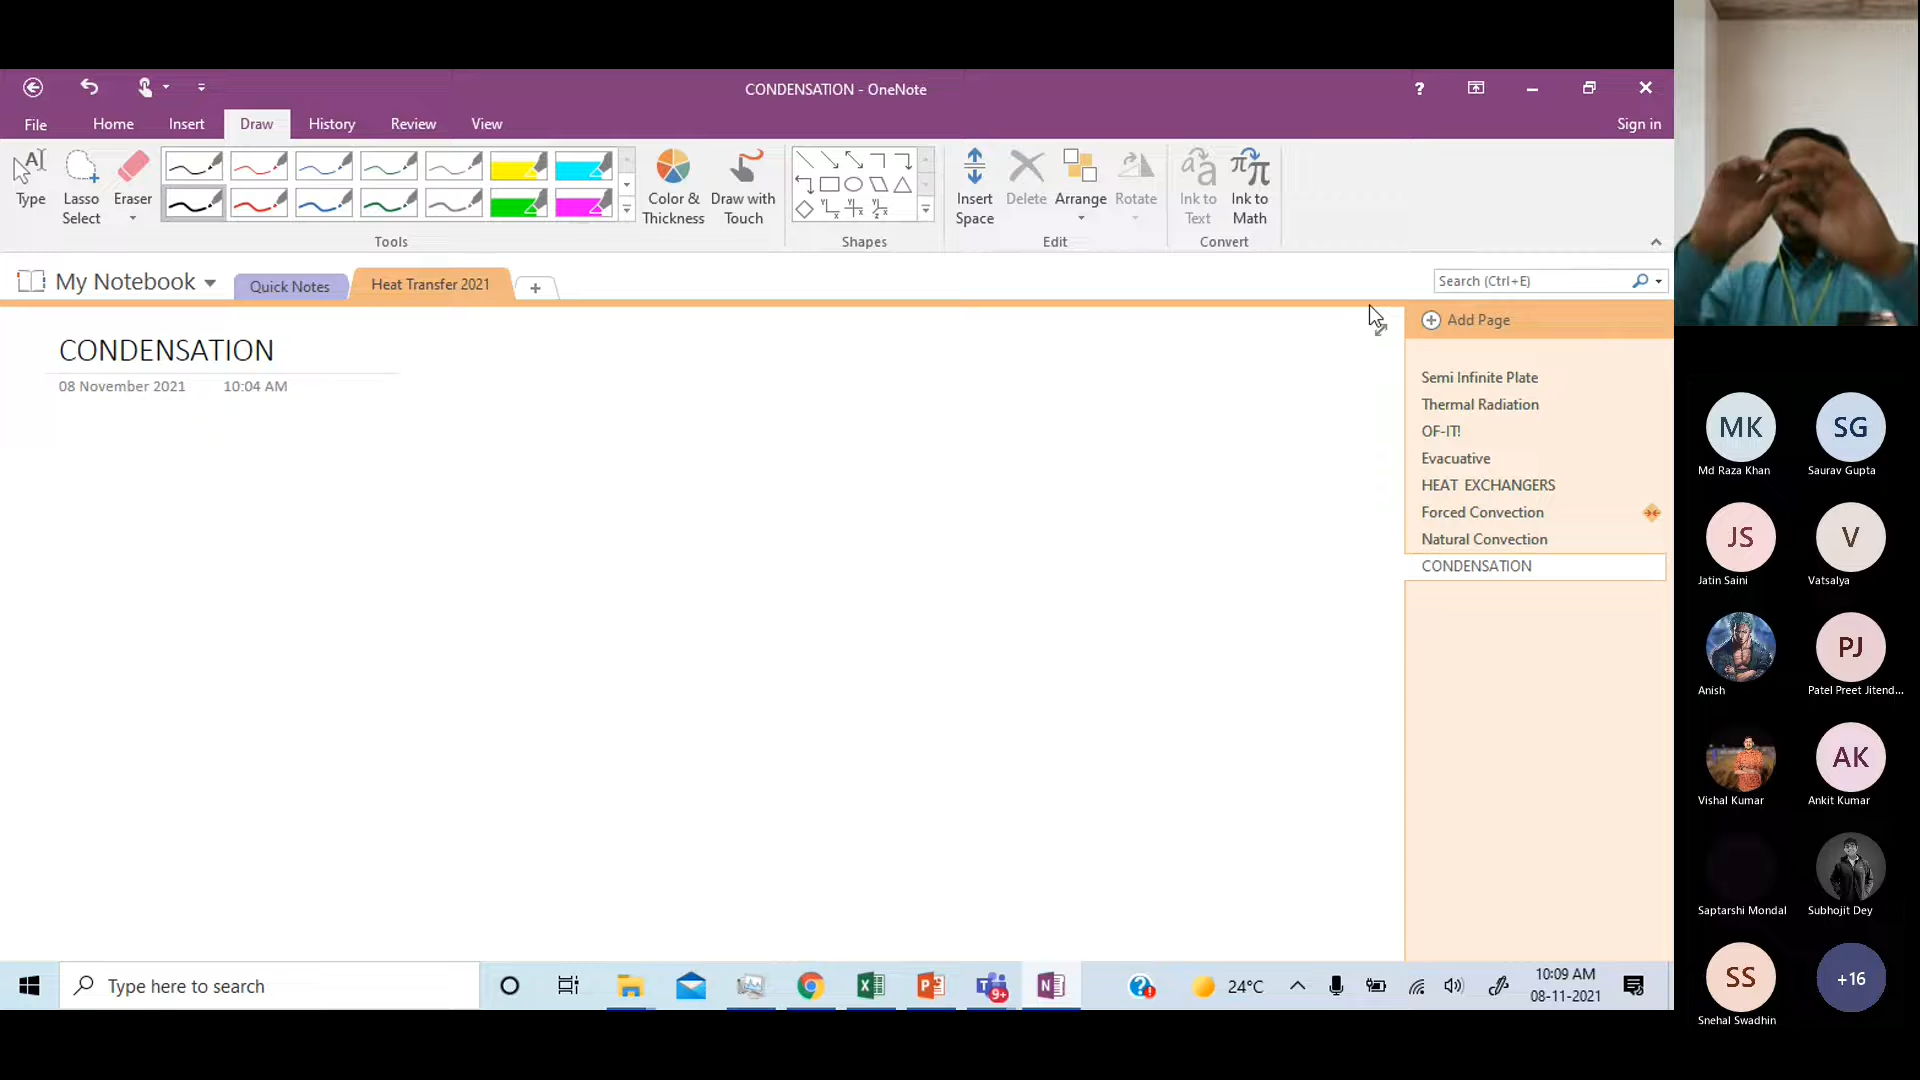 CONDENSATION - OneNote
?
File Home Insert Draw History Review View Sign in
Type
Lasso Select
Eraser
Color & Thickness
Draw with Touch
Insert Space
Delete
Arrange
Rotate
Ink to Text
Ink to Math
Tools Shapes Edit Convert
My Notebook Quick Notes Heat Transfer 2021 + Search (Ctrl+E)
CONDENSATION
08 November 2021 10:04 AM
Add Page
Semi Infinite Plate
Thermal Radiation
OF-IT!
Evacuative
HEAT EXCHANGERS
Forced Convection
Natural Convection
CONDENSATION
MK SG
Md Raza Khan Saurav Gupta
JS V
Jatin Saini Vatsalya
PJ
Anish Patel Preet Jitend...
AK
Vishal Kumar Ankit Kumar
Saptarshi Mondal Subhojit Dey
SS +16
Snehal Swadhin
Type here to search
9+
24°C
10:09 AM
08-11-2021